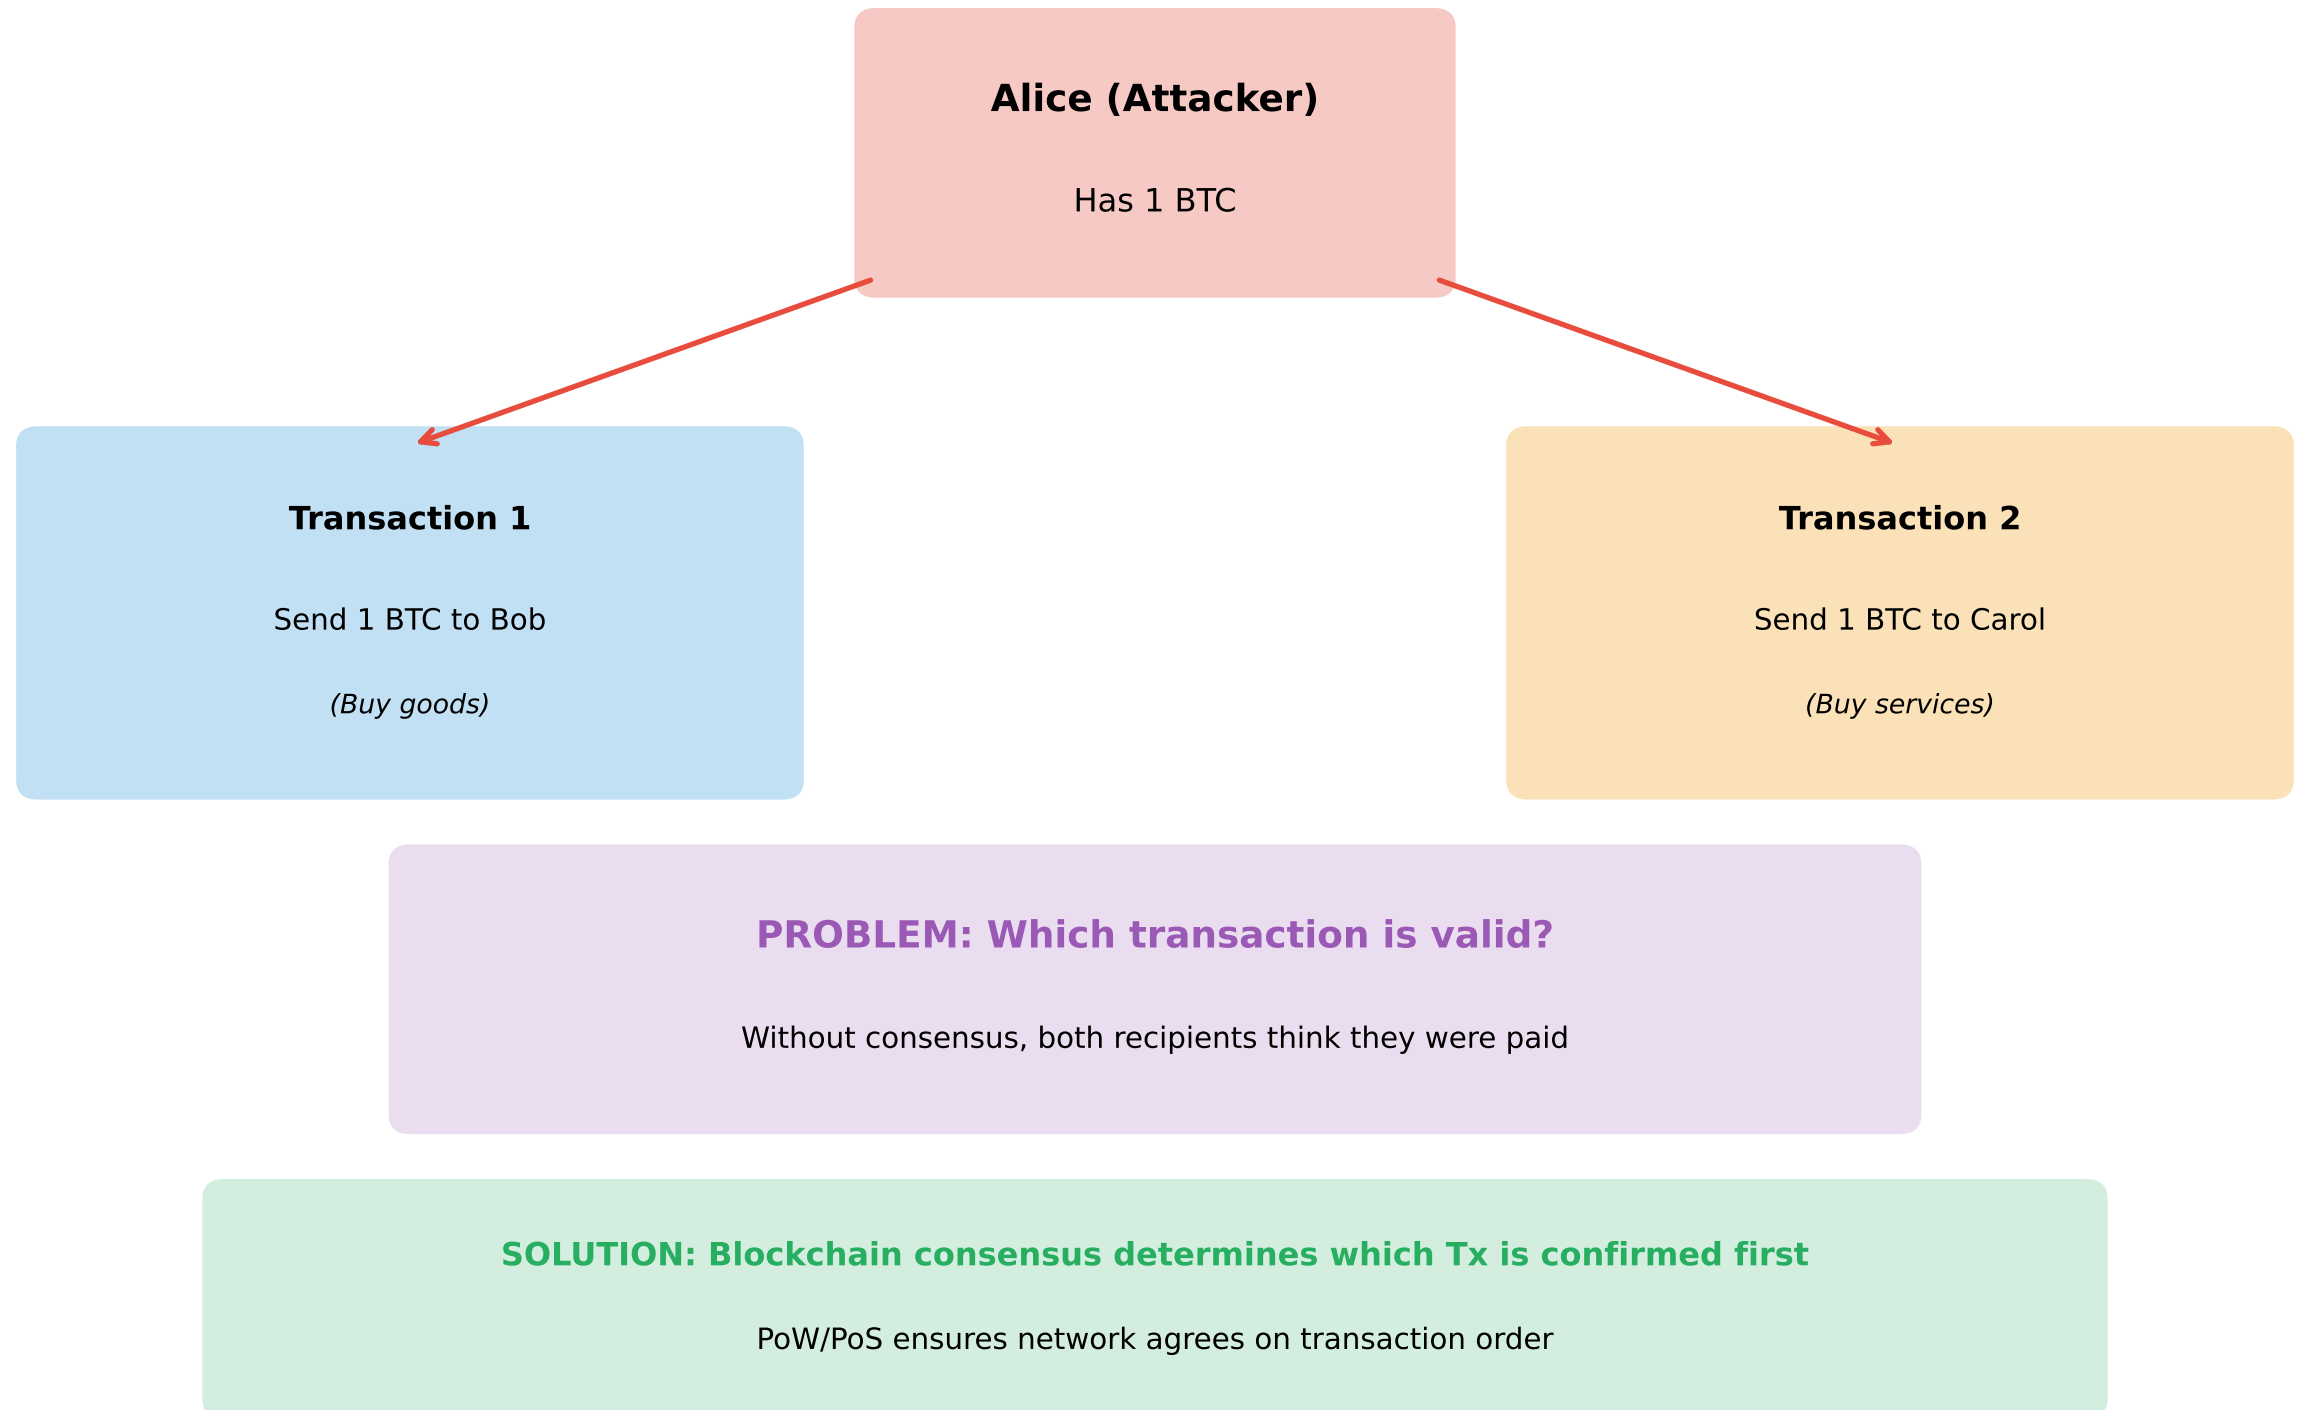 Alice (Attacker)
Has 1 BTC
Transaction 1
Send 1 BTC to Bob
(Buy goods)
Transaction 2
Send 1 BTC to Carol
(Buy services)
PROBLEM: Which transaction is valid?
Without consensus, both recipients think they were paid
SOLUTION: Blockchain consensus determines which Tx is confirmed first
PoW/PoS ensures network agrees on transaction order